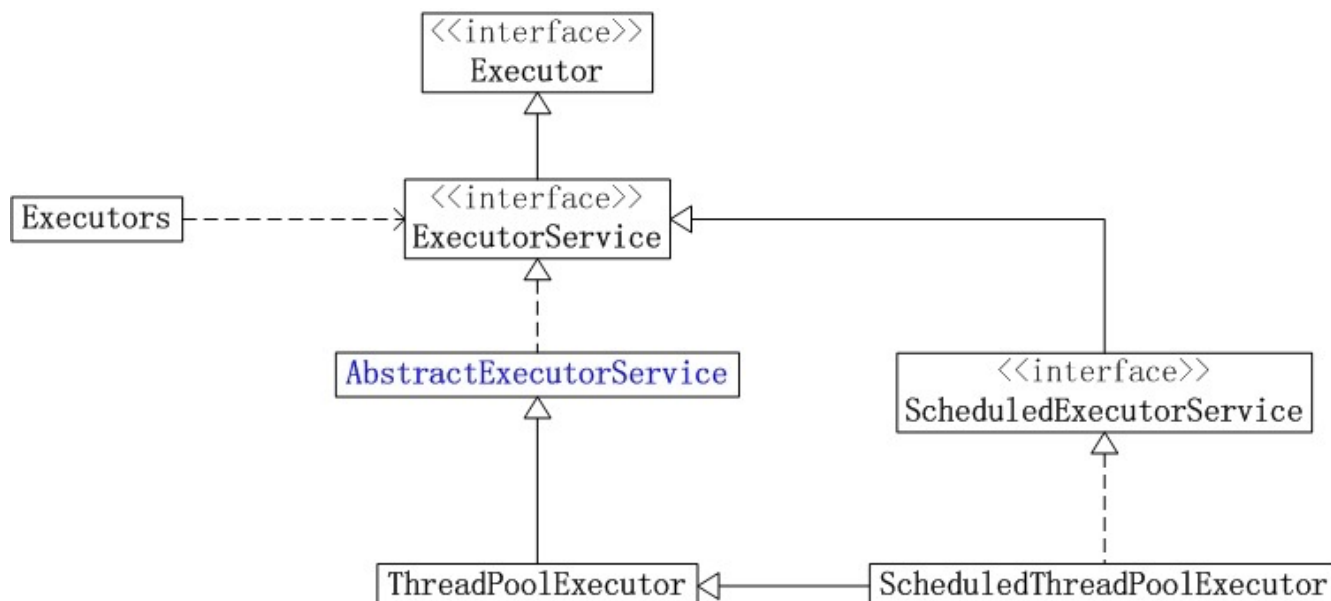 <<interface>>
Executor
Executors
<<interface>>
ExecutorService
AbstractExecutorService
<<interface>>
ScheduledExecutorService
ThreadPoolExecutor
ScheduledThreadPoolExecutor